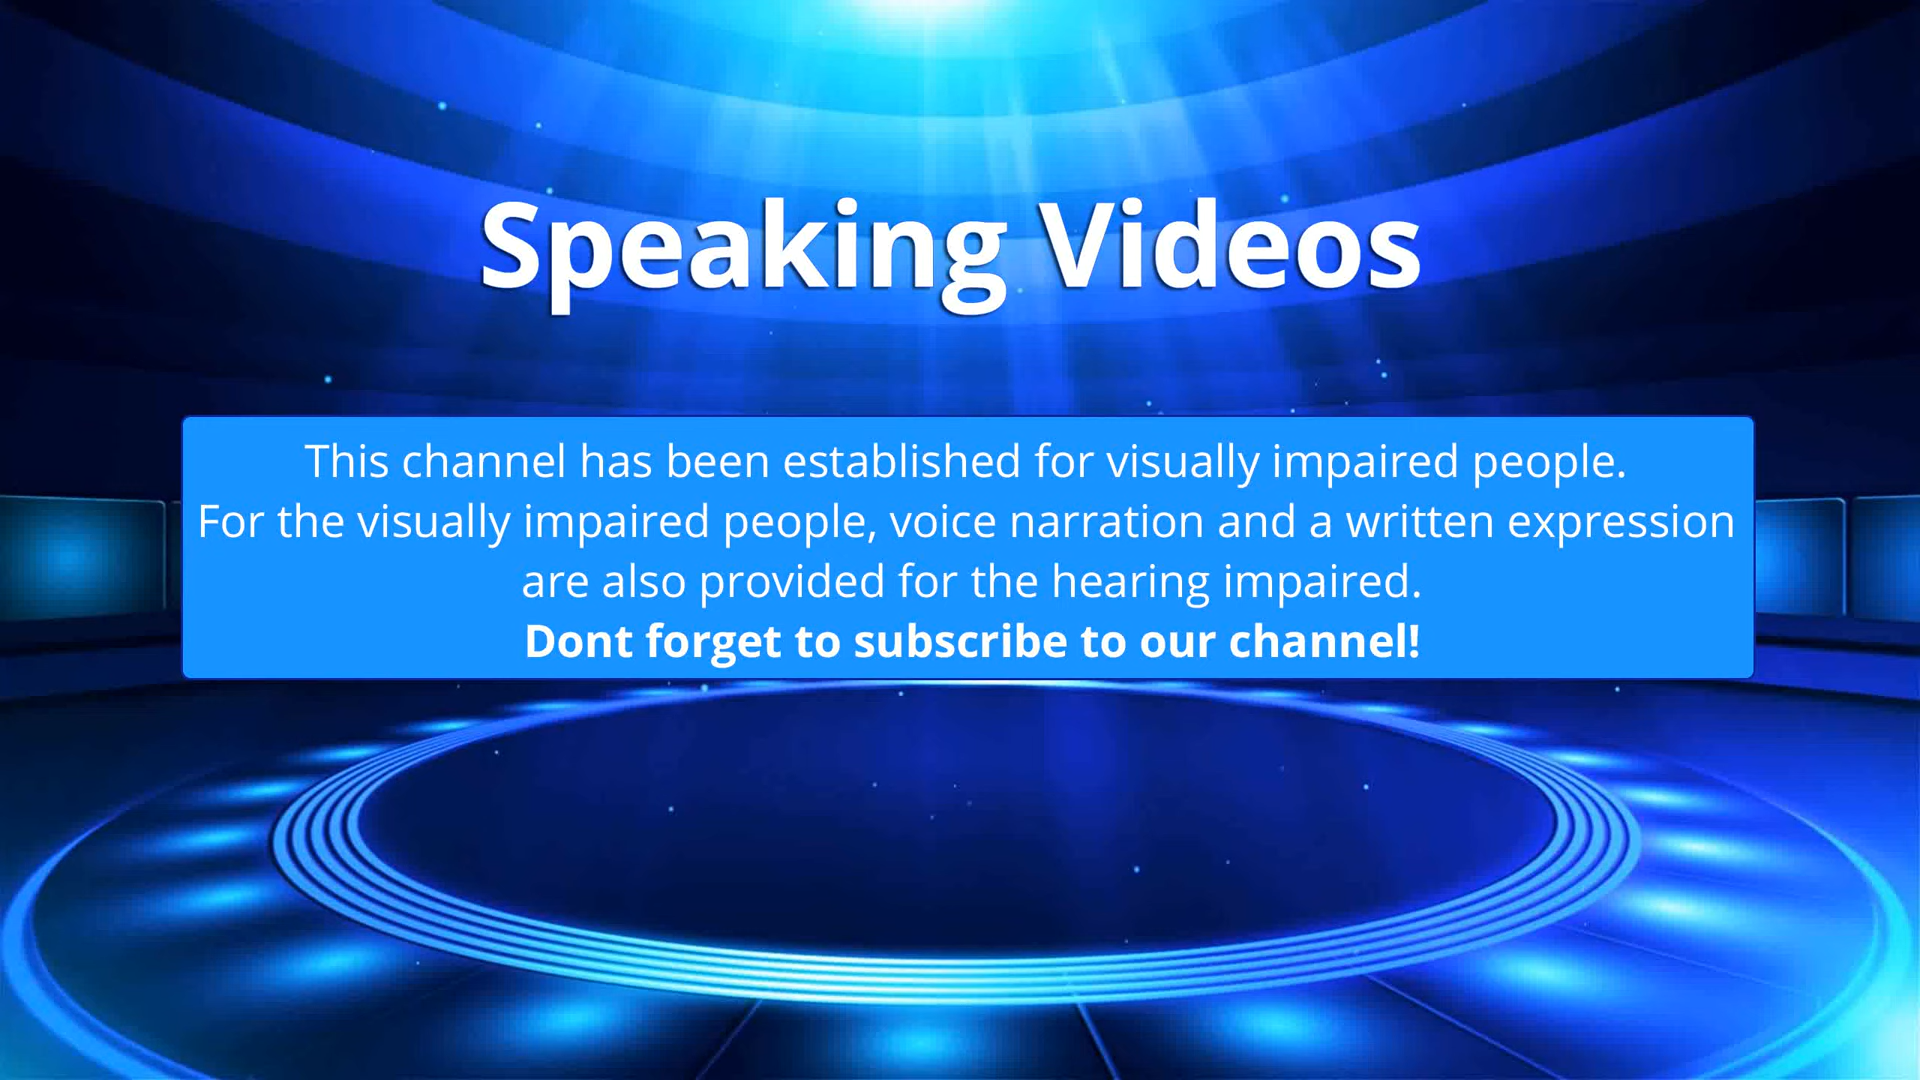 Speaking Videos
This channel has been established for visually impaired people.
For the visually impaired people, voice narration and a written expression
are also provided for the hearing impaired.
Dont forget to subscribe to our channel!